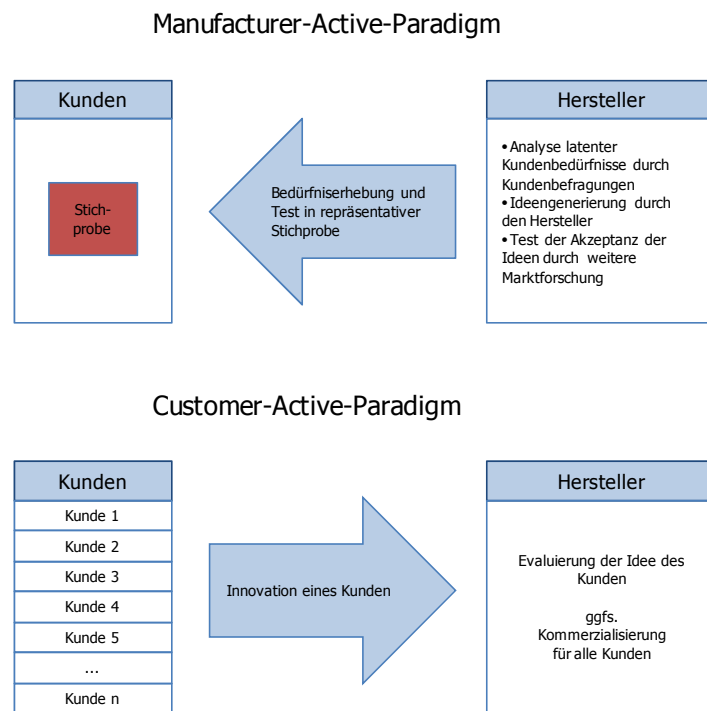 Manufacturer-Active-Paradigm
Kunden
Stich-
probe
Bedürfniserhebung und
Test in repräsentativer
Stichprobe
Hersteller
•Analyse latenter
Kundenbedürfnisse durch
Kundenbefragungen
•Ideengenerierung durch
den Hersteller
•Test der Akzeptanz der
Ideen durch weitere
Marktforschung
Customer-Active-Paradigm
Kunden
Kunde 1
Kunde 2
Kunde 3
Kunde 4
Kunde 5
...
Kunde n
Innovation eines Kunden
Hersteller
Evaluierung der Idee des
Kunden
ggfs.
Kommerzialisierung
für alle Kunden